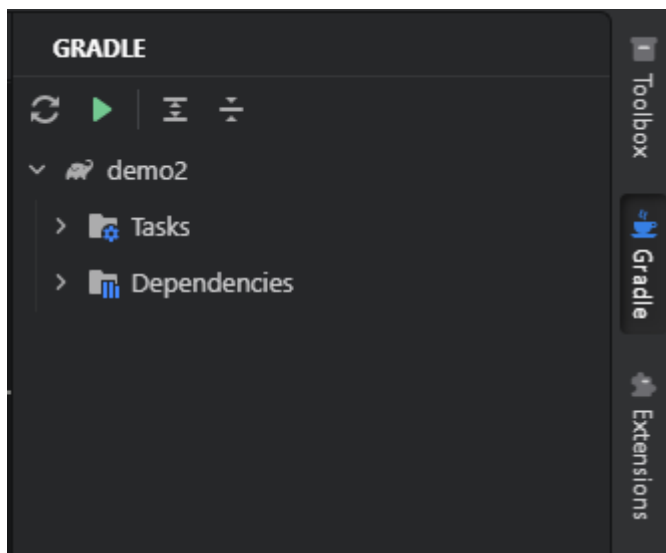 GRADLE
demo2
Tasks
Dependencies
Toolbox
Gradle
Extensions